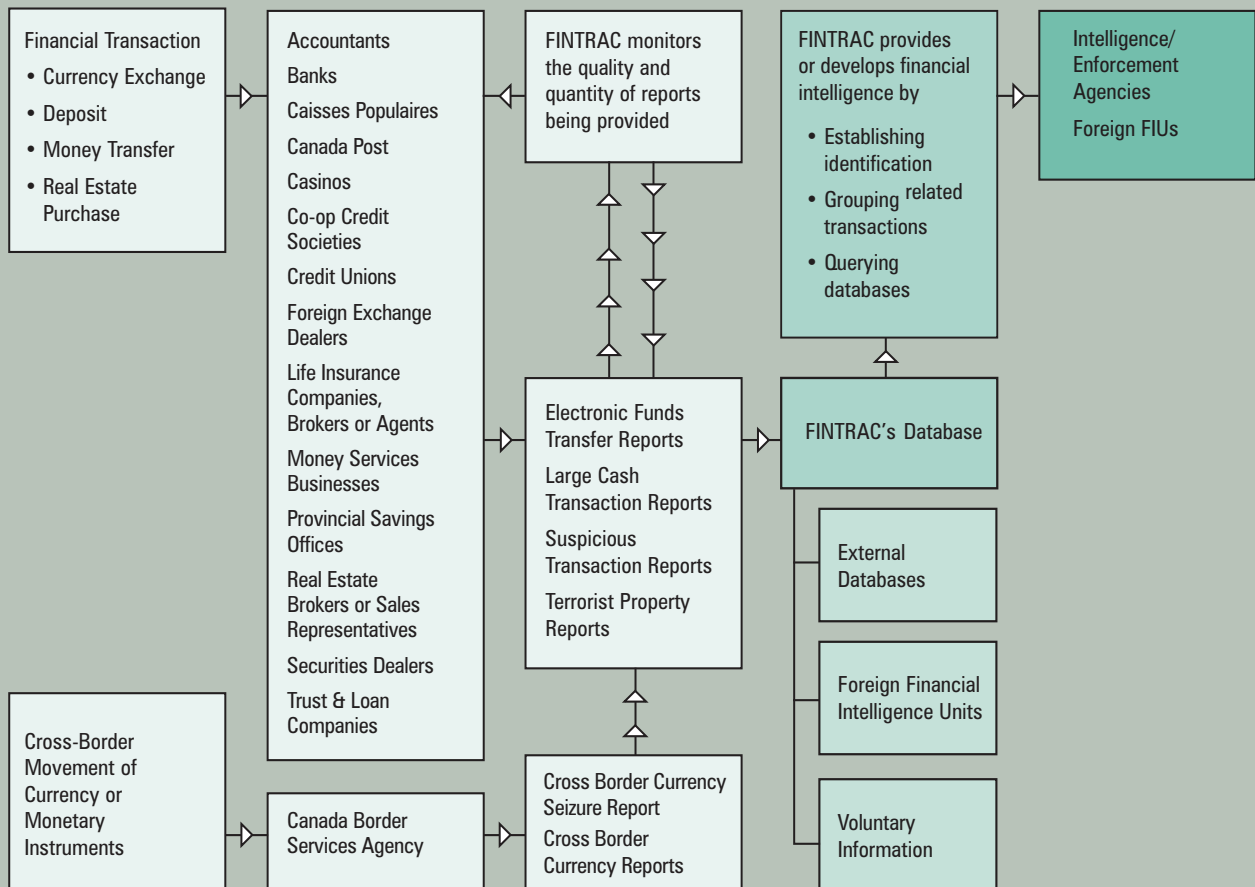 Financial Transaction
• Currency Exchange
• Deposit
• Money Transfer
• Real Estate
Purchase
Accountants
Banks
Caisses Populaires
Canada Post
Casinos
Co-op Credit
Societies
Credit Unions
Foreign Exchange
Dealers
Life Insurance
Companies,
Brokers or Agents
Money Services
Businesses
Provincial Savings
Offices
Real Estate
Brokers or Sales
Representatives
Securities Dealers
Trust & Loan
Companies
FINTRAC monitors
the quality and
quantity of reports
being provided
FINTRAC provides
or develops financial
intelligence by
• Establishing
identification
• Grouping related
transactions
• Querying
databases
Intelligence/
Enforcement
Agencies
Foreign FIUs
Electronic Funds
Transfer Reports
Large Cash
Transaction Reports
Suspicious
Transaction Reports
Terrorist Property
Reports
FINTRAC's Database
External
Databases
Foreign Financial
Intelligence Units
Voluntary
Information
Cross-Border
Movement of
Currency or
Monetary
Instruments
Canada Border
Services Agency
Cross Border Currency
Seizure Report
Cross Border
Currency Reports